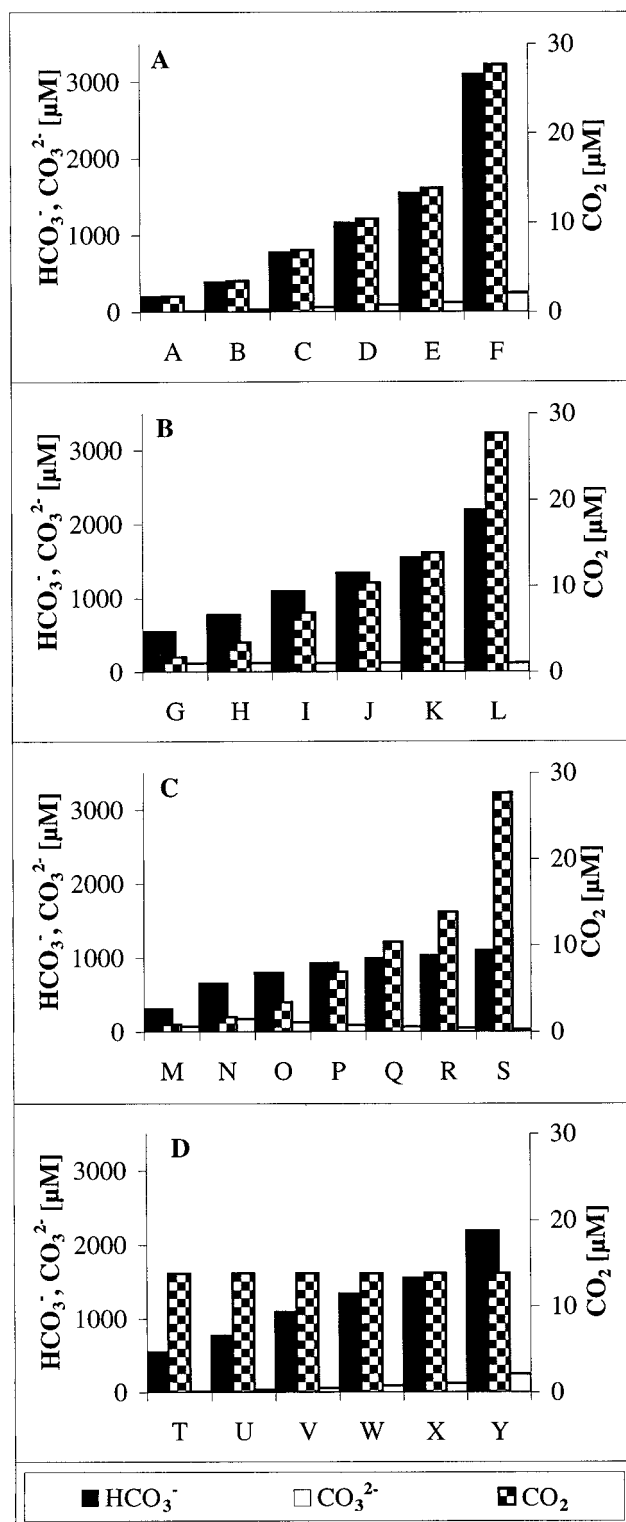 A
HCO₃⁻, CO₃²⁻ [µM]
3000
2000
1000
0
30
20
10
0
CO₂ [µM]
A B C D E F
B
HCO₃⁻, CO₃²⁻ [µM]
3000
2000
1000
0
30
20
10
0
CO₂ [µM]
G H I J K L
C
HCO₃⁻, CO₃²⁻ [µM]
3000
2000
1000
0
30
20
10
0
CO₂ [µM]
M N O P Q R S
D
HCO₃⁻, CO₃²⁻ [µM]
3000
2000
1000
0
30
20
10
0
CO₂ [µM]
T U V W X Y
HCO₃⁻ CO₃²⁻ CO₂